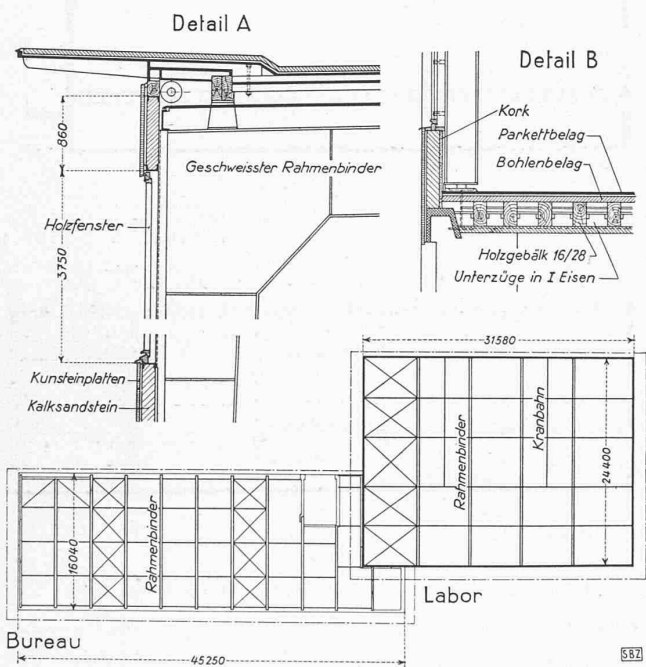 Detail A
Detail B
860
3750
Geschweisster Rahmenbinder
Holzfenster
Kunsteinplatten
Kalksandstein
Kork
Parkettbelag
Bohlenbelag
Holzgebälk 16/28
Unterzüge in I Eisen
31580
Rahmenbinder
Kranbahn
24400
Labor
16040
Rahmenbinder
Bureau
45250
SBZ